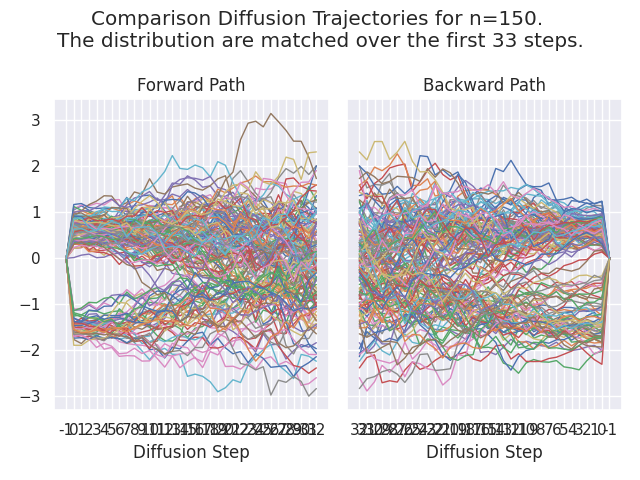 Comparison Diffusion Trajectories for n=150.
The distribution are matched over the first 33 steps.
Forward Path
Backward Path
3
2
1
0
−1
−2
−3
Diffusion Step
Diffusion Step